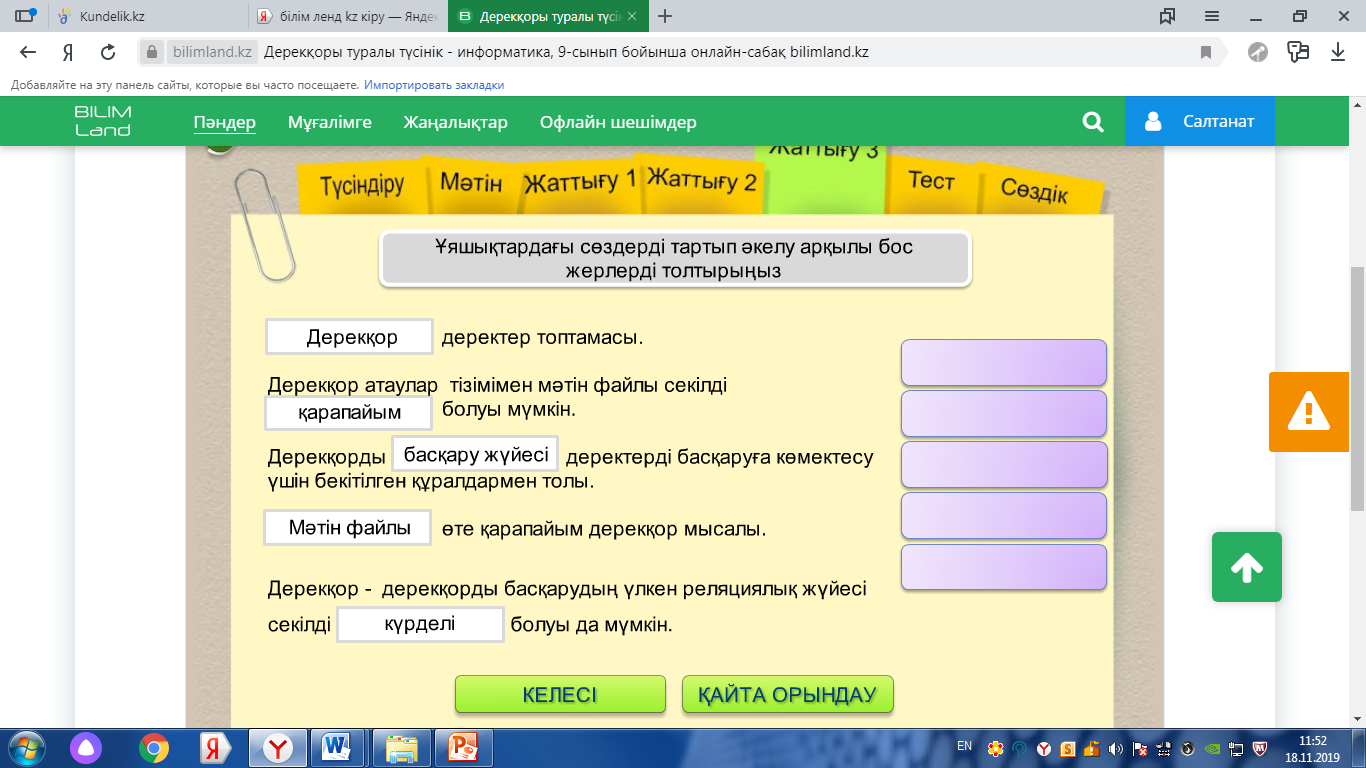 Kundelik.kz
білім ленд kz кіру — Янде
Дерекқоры туралы түсін
bilimland.kz Дерекқоры туралы түсінік - информатика, 9-сынып бойынша онлайн-сабақ bilimland.kz
Добавляйте на эту панель сайты, которые вы часто посещаете. Импортировать закладки
BILIM
Land
Пәндер Мұғалімге Жаңалықтар Офлайн шешімдер
Салтанат
Түсіндіру Мәтін Жаттығу 1 Жаттығу 2 Жаттығу 3 Тест Сөздік
Ұяшықтардағы сөздерді тартып әкелу арқылы бос
жерлерді толтырыңыз
Дерекқор деректер топтамасы.
Дерекқор атаулар тізімімен мәтін файлы секілді
қарапайым болуы мүмкін.
Дерекқорды басқару жүйесі деректерді басқаруға көмектесу
үшін бекітілген құралдармен толы.
Мәтін файлы өте қарапайым дерекқор мысалы.
Дерекқор - дерекқорды басқарудың үлкен реляциялық жүйесі
секілді күрделі болуы да мүмкін.
КЕЛЕСІ ҚАЙТА ОРЫНДАУ
EN
11:52
18.11.2019